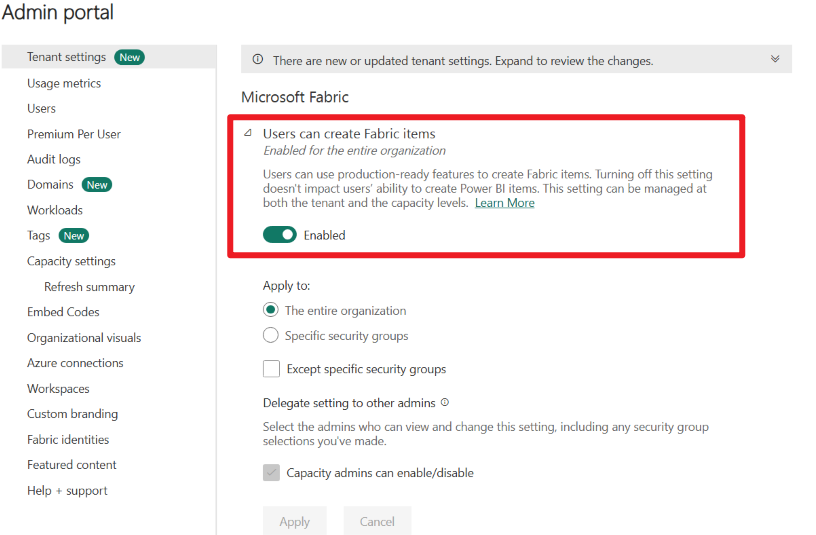 Admin portal
Tenant settings New
Usage metrics
Users
Premium Per User
Audit logs
Domains New
Workloads
Tags New
Capacity settings
Refresh summary
Embed Codes
Organizational visuals
Azure connections
Workspaces
Custom branding
Fabric identities
Featured content
Help + support
There are new or updated tenant settings. Expand to review the changes.
Microsoft Fabric
Users can create Fabric items
Enabled for the entire organization
Users can use production-ready features to create Fabric items. Turning off this setting
doesn't impact users' ability to create Power BI items. This setting can be managed at
both the tenant and the capacity levels. Learn More
Enabled
Apply to:
The entire organization
Specific security groups
Except specific security groups
Delegate setting to other admins
Select the admins who can view and change this setting, including any security group
selections you've made.
Capacity admins can enable/disable
Apply Cancel